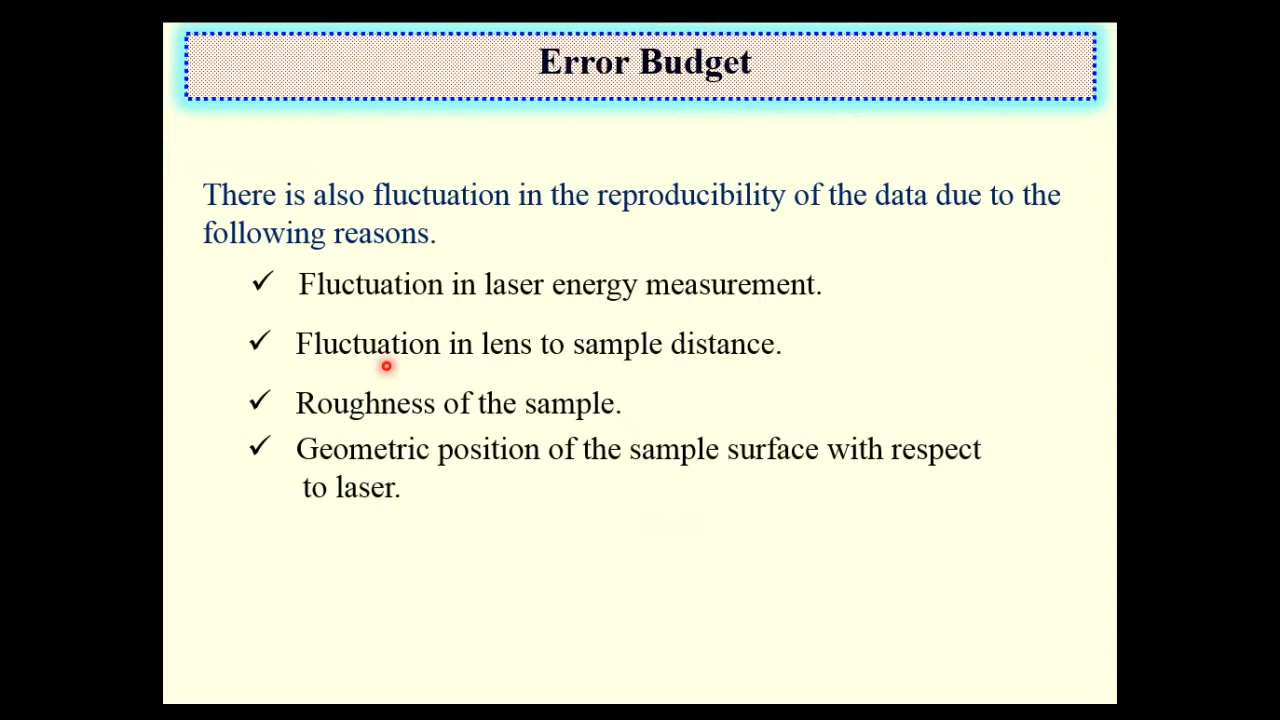 Error Budget
There is also fluctuation in the reproducibility of the data due to the
following reasons.
✓ Fluctuation in laser energy measurement.
✓ Fluctuation in lens to sample distance.
✓ Roughness of the sample.
✓ Geometric position of the sample surface with respect
to laser.